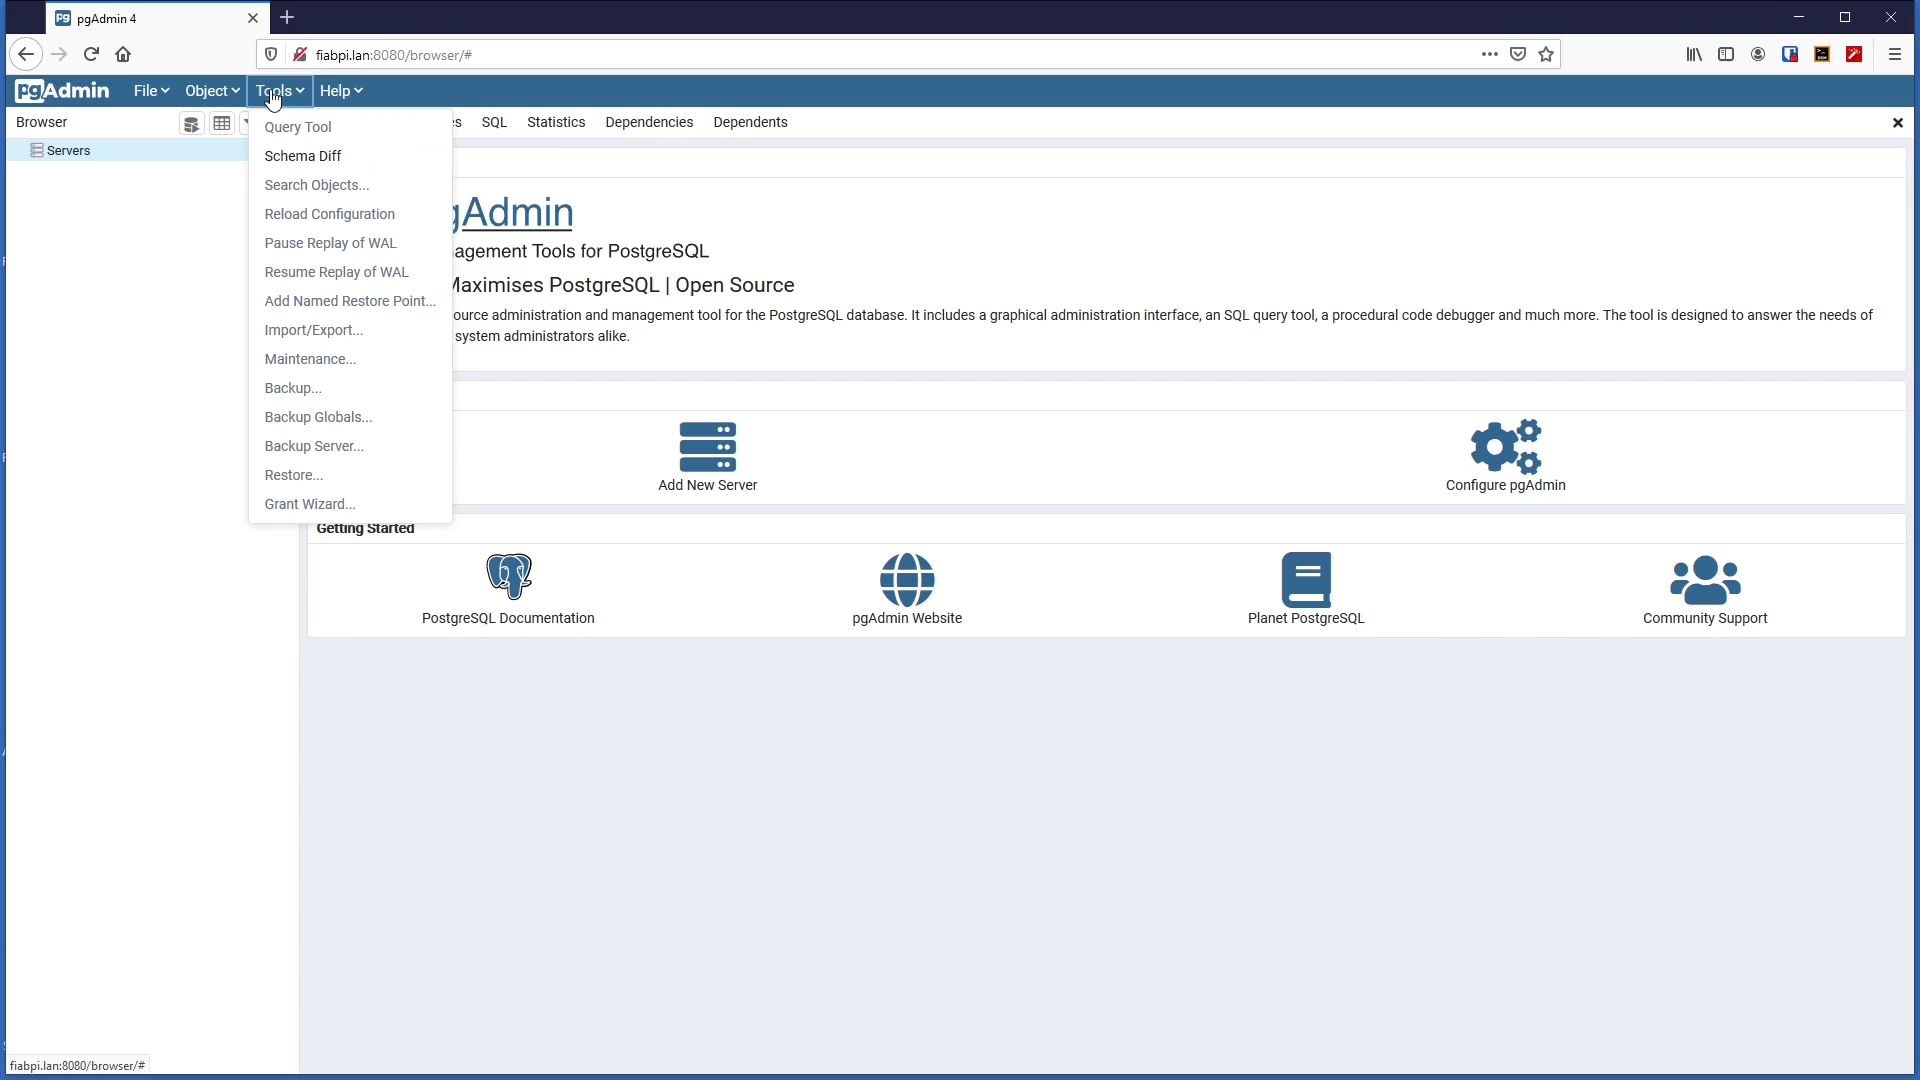 pgAdmin 4
fiabpi.lan:8080/browser/#
pgAdmin File Object Tools Help
Browser
SQL Statistics Dependencies Dependents
Servers
Query Tool
Schema Diff
Search Objects...
Reload Configuration
Pause Replay of WAL
Resume Replay of WAL
Add Named Restore Point...
Import/Export...
Maintenance...
Backup...
Backup Globals...
Backup Server...
Restore...
Grant Wizard...
gAdmin
agement Tools for PostgreSQL
Maximises PostgreSQL | Open Source
ource administration and management tool for the PostgreSQL database. It includes a graphical administration interface, an SQL query tool, a procedural code debugger and much more. The tool is designed to answer the needs of
system administrators alike.
Add New Server
Configure pgAdmin
Getting Started
PostgreSQL Documentation
pgAdmin Website
Planet PostgreSQL
Community Support
fiabpi.lan:8080/browser/#